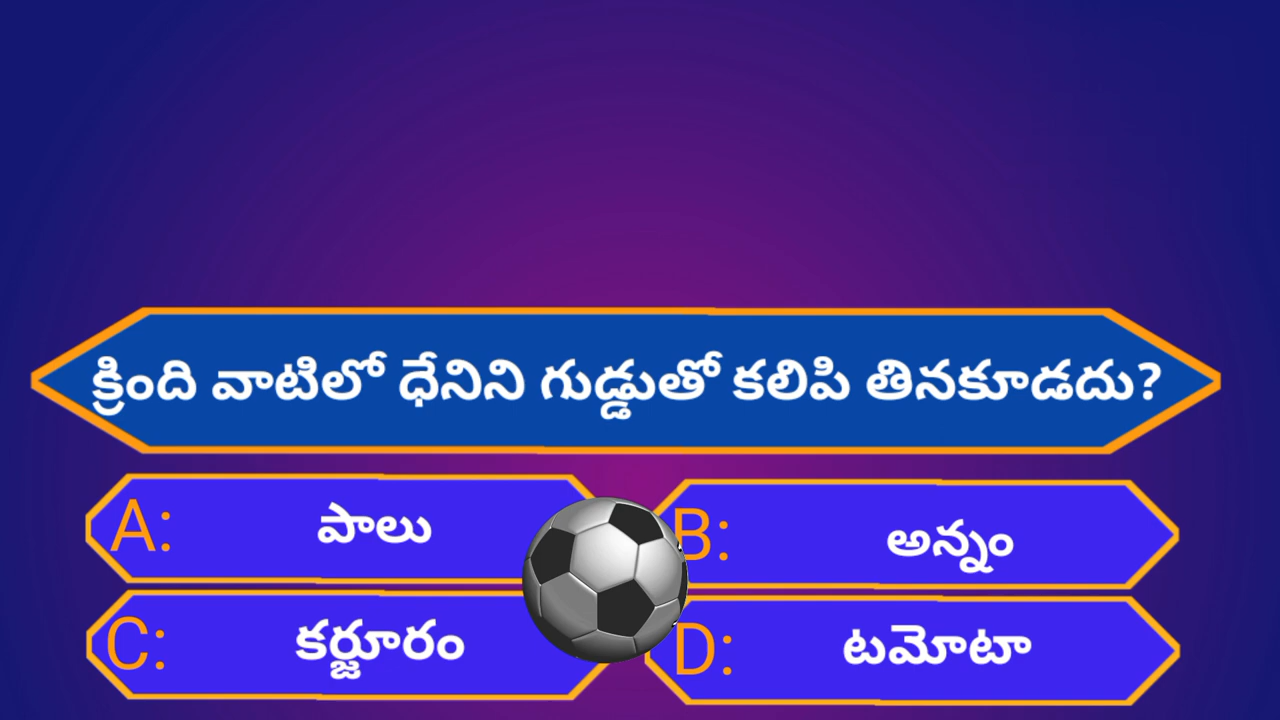 క్రింది వాటిలో ధేనిని గుడ్డుతో కలిపి తినకూడదు?
A: పాలు
B: అన్నం
C: కర్జూరం
D: టమోటా